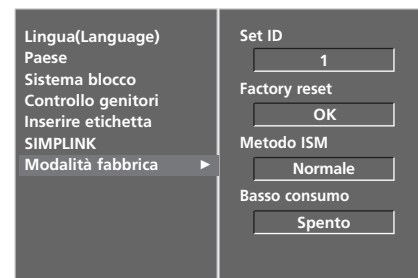 Lingua(Language)
Paese
Sistema blocco
Controllo genitori
Inserire etichetta
SIMPLINK
Modalità fabbrica ►
Set ID
1
Factory reset
OK
Metodo ISM
Normale
Basso consumo
Spento